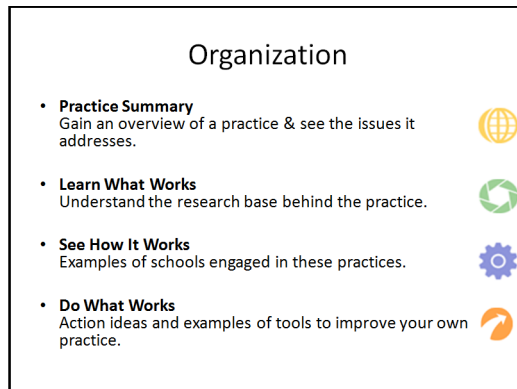 Organization
• Practice Summary
Gain an overview of a practice & see the issues it
addresses.
• Learn What Works
Understand the research base behind the practice.
• See How It Works
Examples of schools engaged in these practices.
• Do What Works
Action ideas and examples of tools to improve your own
practice.